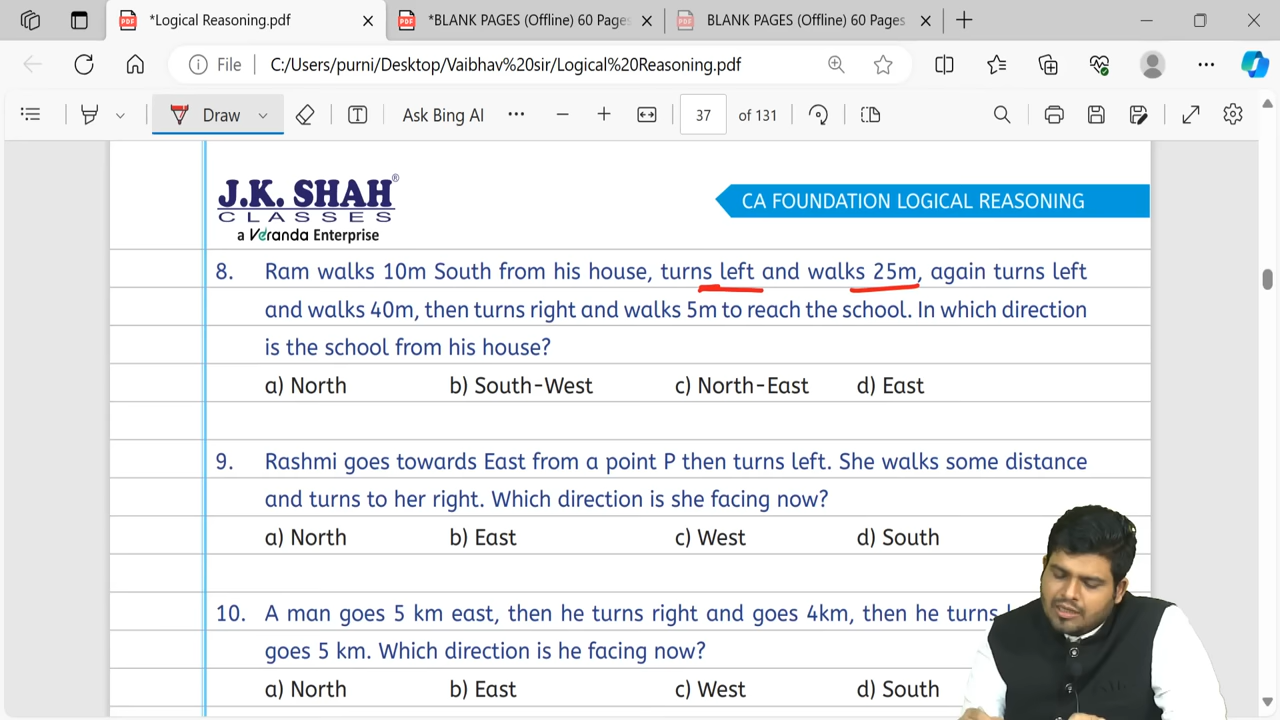 *Logical Reasoning.pdf
*BLANK PAGES (Offline) 60 Pages
BLANK PAGES (Offline) 60 Pages
File
C:/Users/purni/Desktop/Vaibhav%20sir/Logical%20Reasoning.pdf
Draw
Ask Bing AI
37
of 131
J.K. SHAH®
CLASSES
a Veranda Enterprise
CA FOUNDATION LOGICAL REASONING
8. Ram walks 10m South from his house, turns left and walks 25m, again turns left
and walks 40m, then turns right and walks 5m to reach the school. In which direction
is the school from his house?
a) North b) South-West c) North-East d) East
9. Rashmi goes towards East from a point P then turns left. She walks some distance
and turns to her right. Which direction is she facing now?
a) North b) East c) West d) South
10. A man goes 5 km east, then he turns right and goes 4km, then he turns
goes 5 km. Which direction is he facing now?
a) North b) East c) West d) South